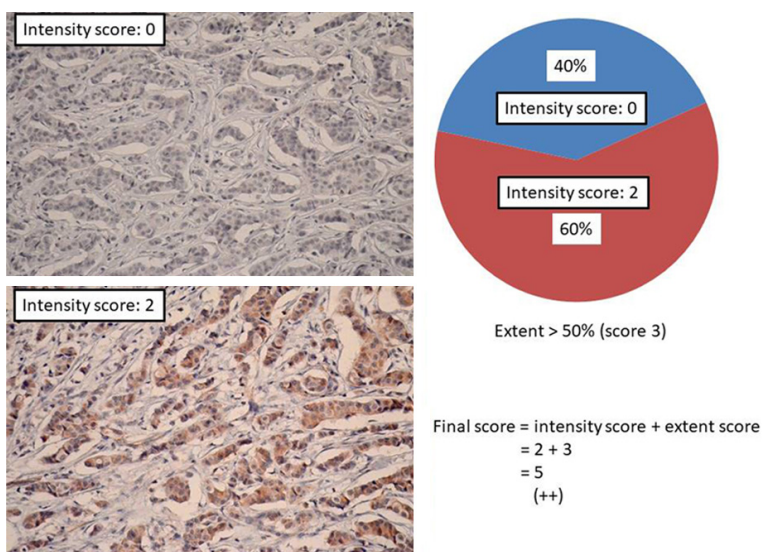 Intensity score: 0
40%
Intensity score: 0
Intensity score: 2
60%
Intensity score: 2
Extent > 50% (score 3)
Final score = intensity score + extent score
= 2 + 3
= 5
(++)